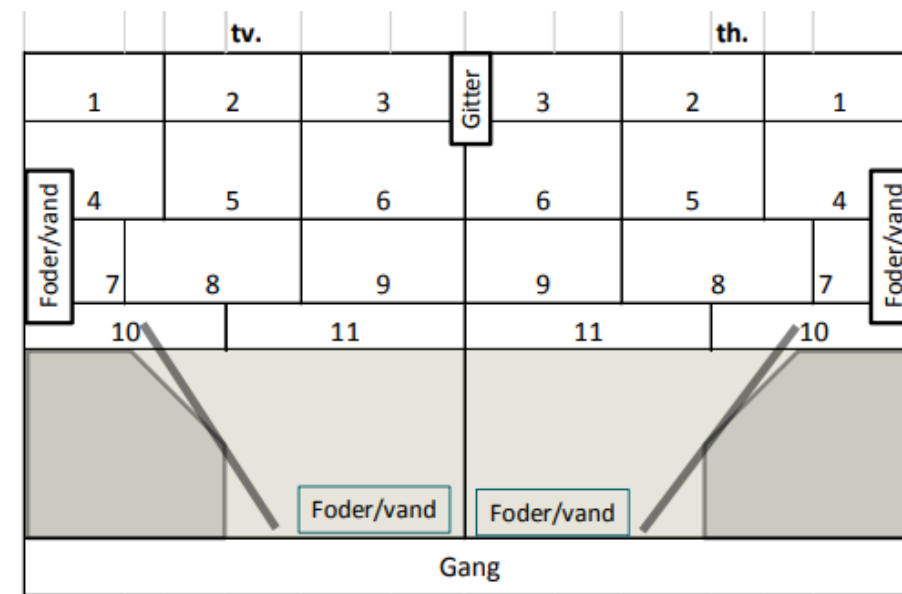 tv. th.
1 2 3 Gitter 3 2 1
Foder/vand 4 5 6 6 5 4 Foder/vand
7 8 9 9 8 7
10 11 11 10
Foder/vand Foder/vand
Gang